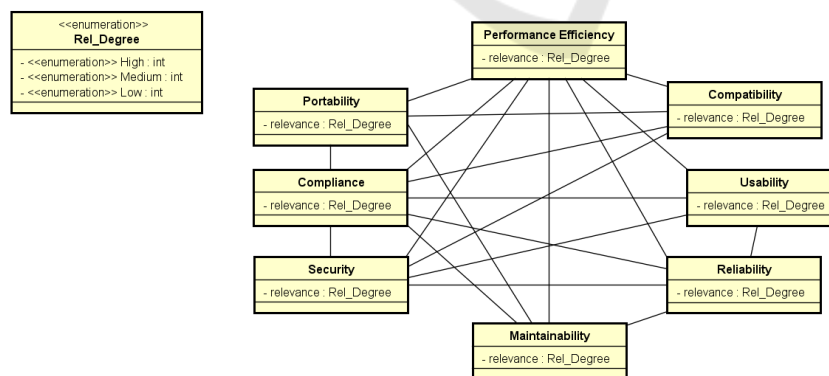 <<enumeration>>
Rel_Degree
- <<enumeration>> High : int
- <<enumeration>> Medium : int
- <<enumeration>> Low : int
Performance Efficiency
- relevance : Rel_Degree
Portability
- relevance : Rel_Degree
Compatibility
- relevance : Rel_Degree
Compliance
- relevance : Rel_Degree
Usability
- relevance : Rel_Degree
Security
- relevance : Rel_Degree
Reliability
- relevance : Rel_Degree
Maintainability
- relevance : Rel_Degree